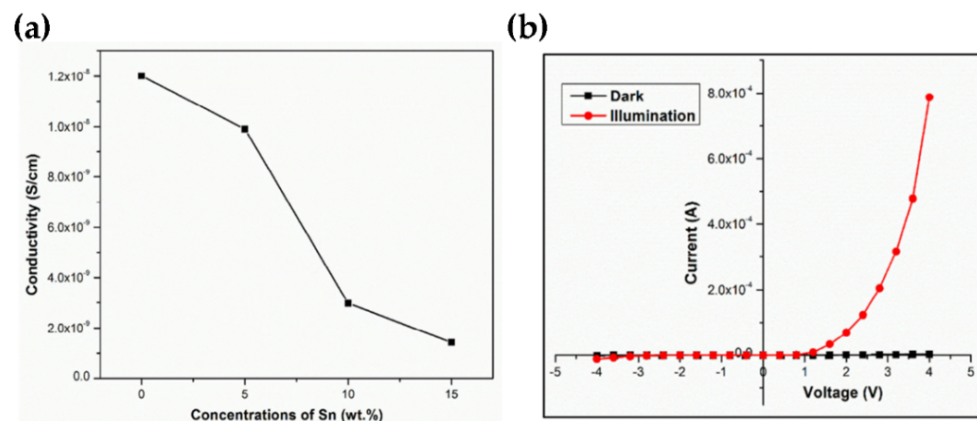 (a)
(b)
Conductivity (S/cm)
1.2x10⁻⁸
1.0x10⁻⁸
8.0x10⁻⁹
6.0x10⁻⁹
4.0x10⁻⁹
2.0x10⁻⁹
0.0
0 5 10 15
Concentrations of Sn (wt.%)
Dark
Illumination
Current (A)
8.0x10⁻⁴
6.0x10⁻⁴
4.0x10⁻⁴
2.0x10⁻⁴
0.0
-5 -4 -3 -2 -1 0 1 2 3 4 5
Voltage (V)